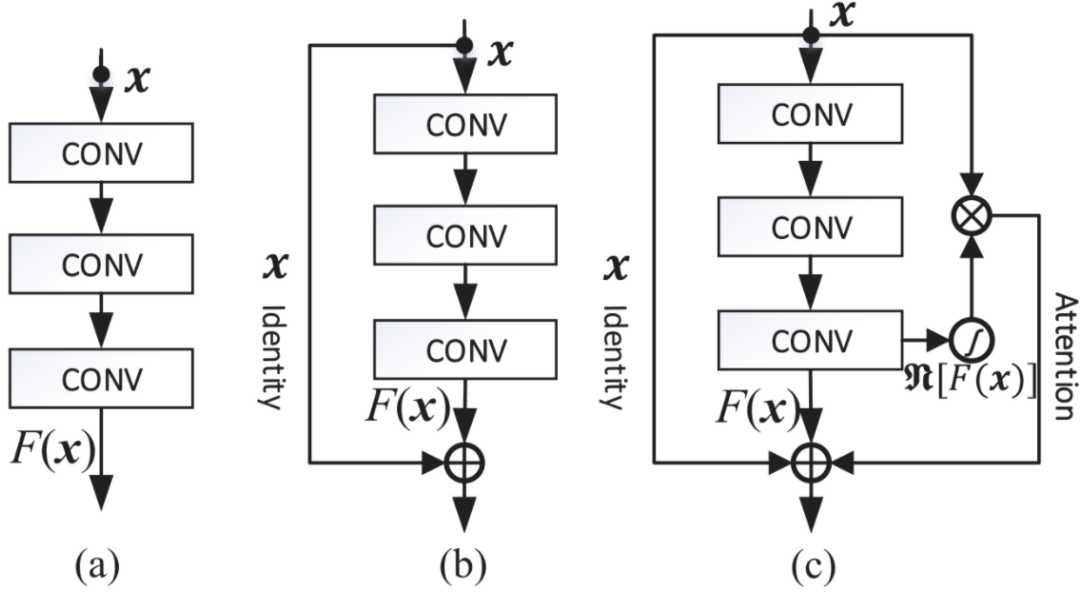 x
CONV
CONV
CONV
F(x)
(a)
x
CONV
CONV
CONV
x Identity
F(x)
(b)
x
CONV
CONV
CONV
x Identity
F(x)
𝕹[F(x)]
Attention
(c)